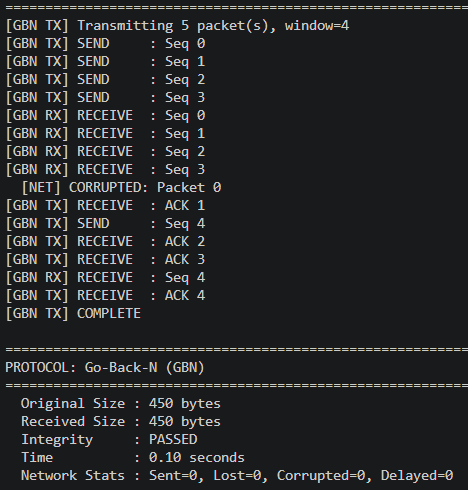 ==========================================================
[GBN TX] Transmitting 5 packet(s), window=4
[GBN TX] SEND     : Seq 0
[GBN TX] SEND     : Seq 1
[GBN TX] SEND     : Seq 2
[GBN TX] SEND     : Seq 3
[GBN RX] RECEIVE  : Seq 0
[GBN RX] RECEIVE  : Seq 1
[GBN RX] RECEIVE  : Seq 2
[GBN RX] RECEIVE  : Seq 3
  [NET] CORRUPTED: Packet 0
[GBN TX] RECEIVE  : ACK 1
[GBN TX] SEND     : Seq 4
[GBN TX] RECEIVE  : ACK 2
[GBN TX] RECEIVE  : ACK 3
[GBN RX] RECEIVE  : Seq 4
[GBN TX] RECEIVE  : ACK 4
[GBN TX] COMPLETE
==========================================================
PROTOCOL: Go-Back-N (GBN)
==========================================================
  Original Size : 450 bytes
  Received Size : 450 bytes
  Integrity     : PASSED
  Time          : 0.10 seconds
  Network Stats : Sent=0, Lost=0, Corrupted=0, Delayed=0